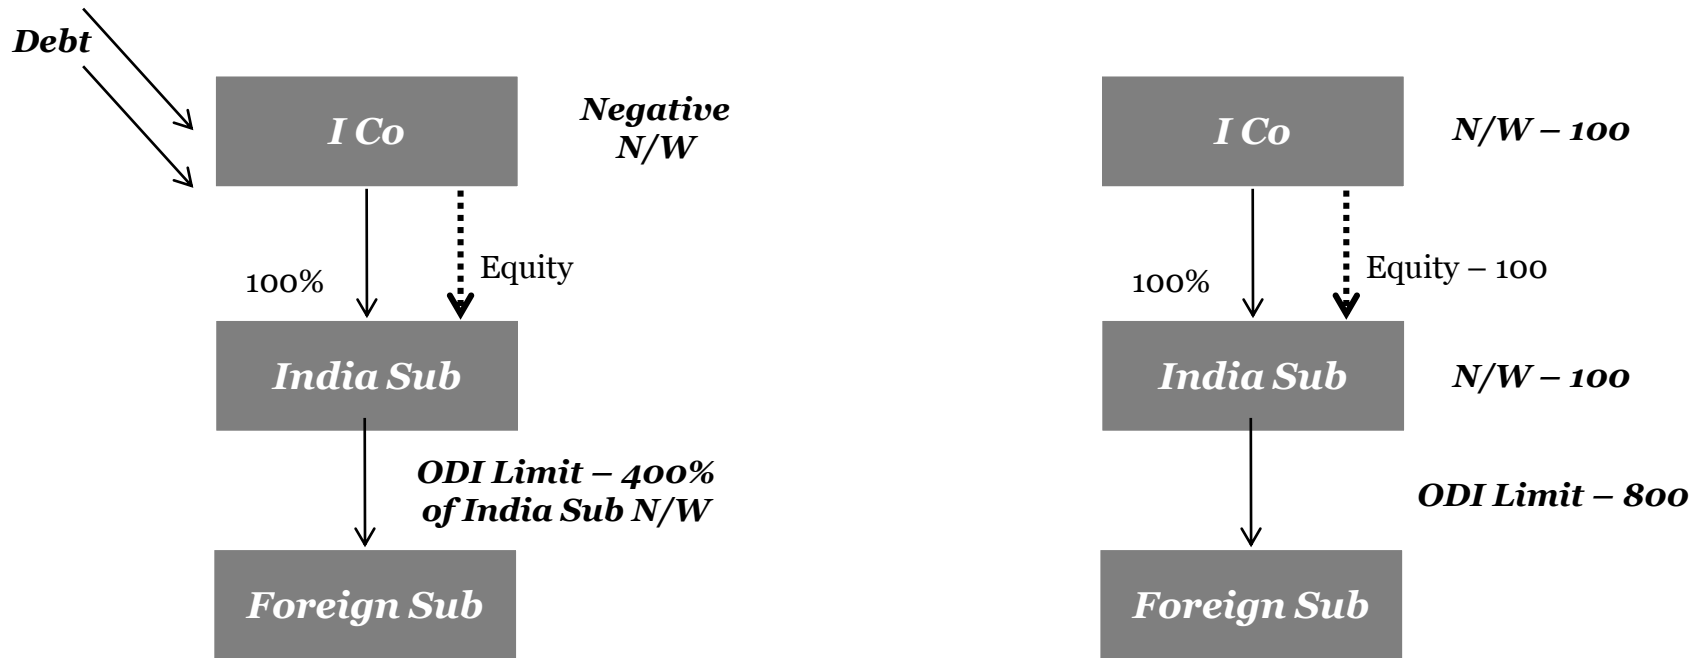 Debt
I Co
Negative
N/W
100%
Equity
India Sub
ODI Limit – 400%
of India Sub N/W
Foreign Sub
I Co
N/W – 100
100%
Equity – 100
India Sub
N/W – 100
ODI Limit – 800
Foreign Sub